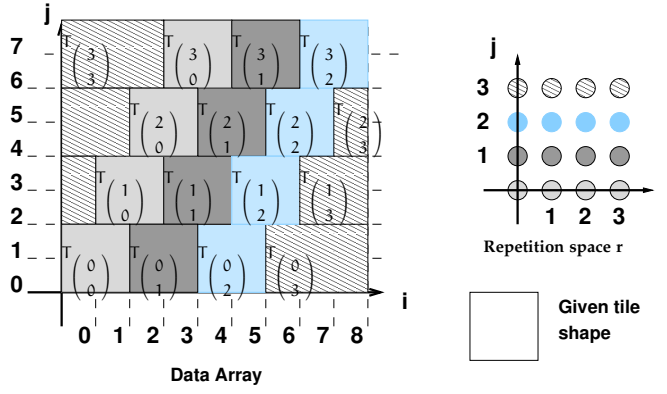 j
7
6
5
4
3
2
1
0
T(3 3) T(3 0) T(3 1) T(3 2)
T(2 0) T(2 1) T(2 2) T(2 3)
T(1 0) T(1 1) T(1 2) T(1 3)
T(0 0) T(0 1) T(0 2) T(0 3)
i
0 1 2 3 4 5 6 7 8
Data Array
j
3
2
1
1 2 3
Repetition space r
Given tile
shape